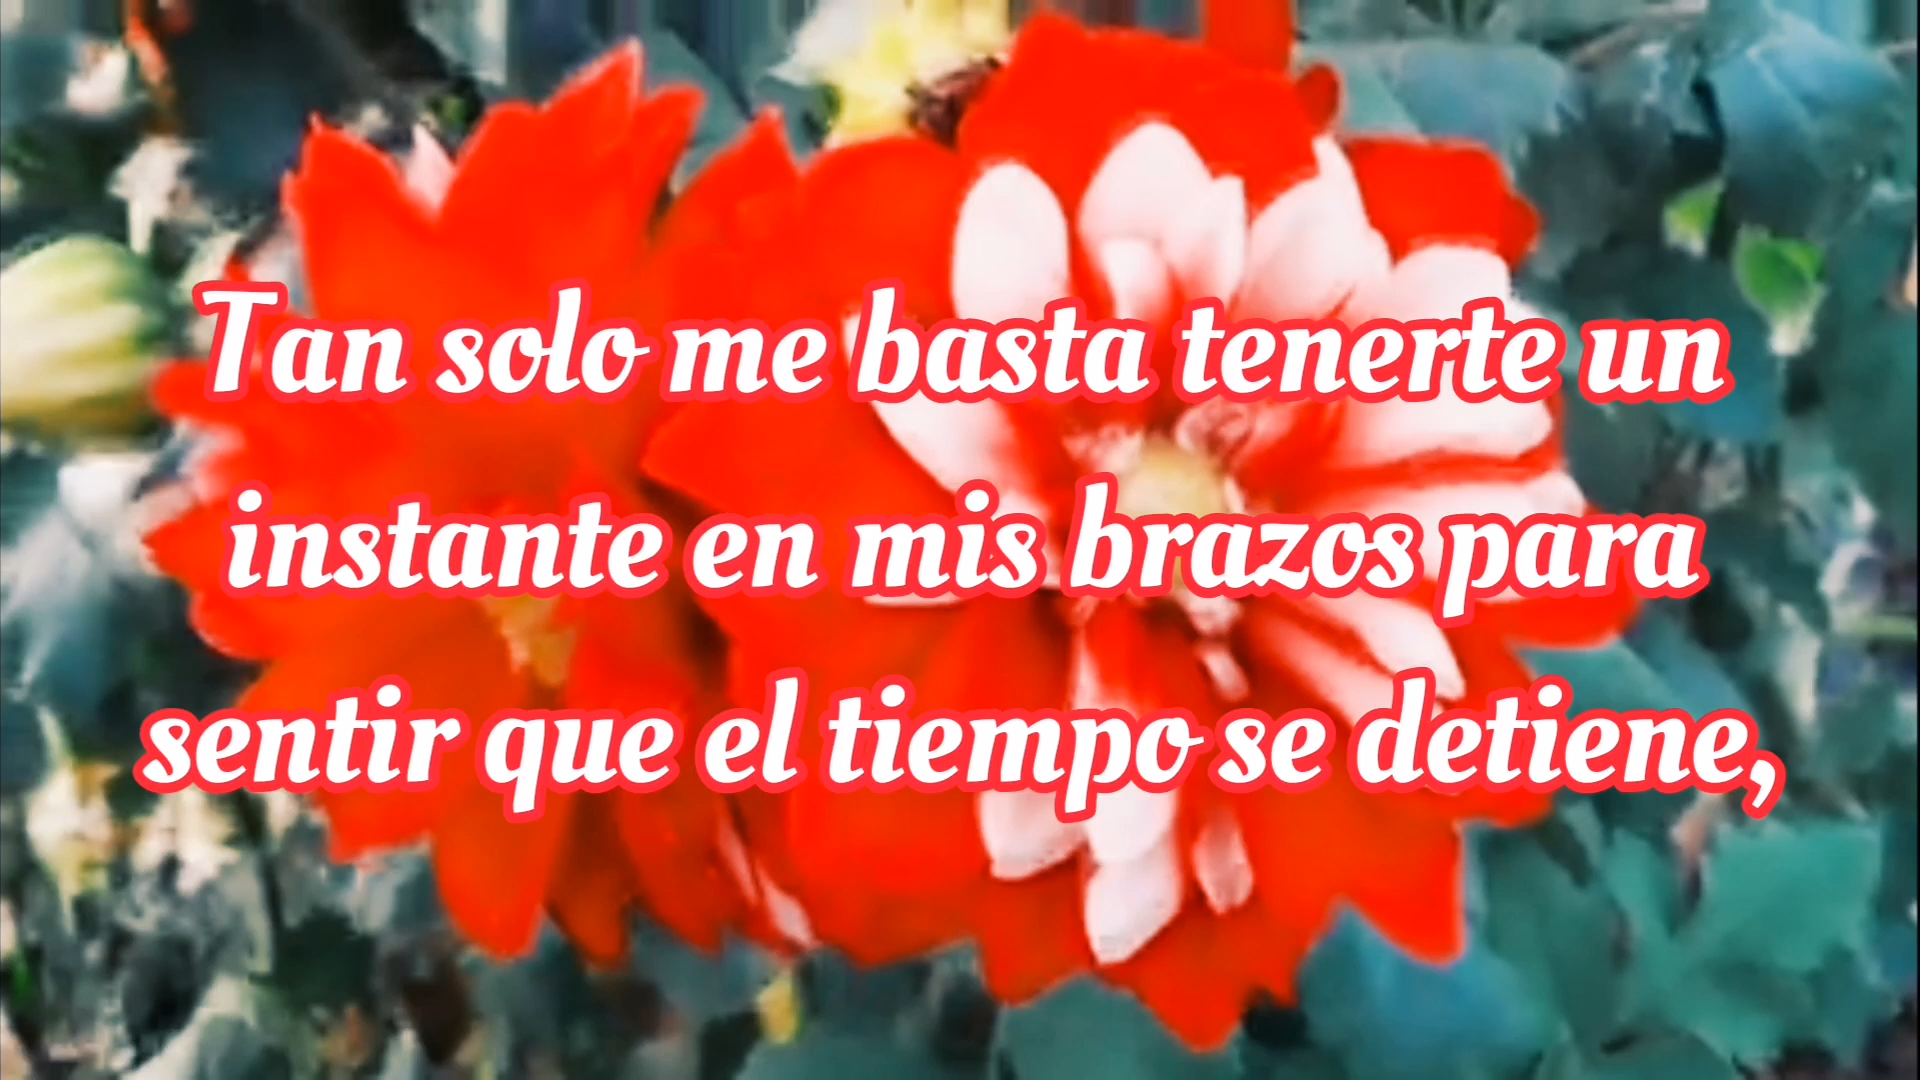 Tan solo me basta tenerte un
instante en mis brazos para
sentir que el tiempo se detiene,